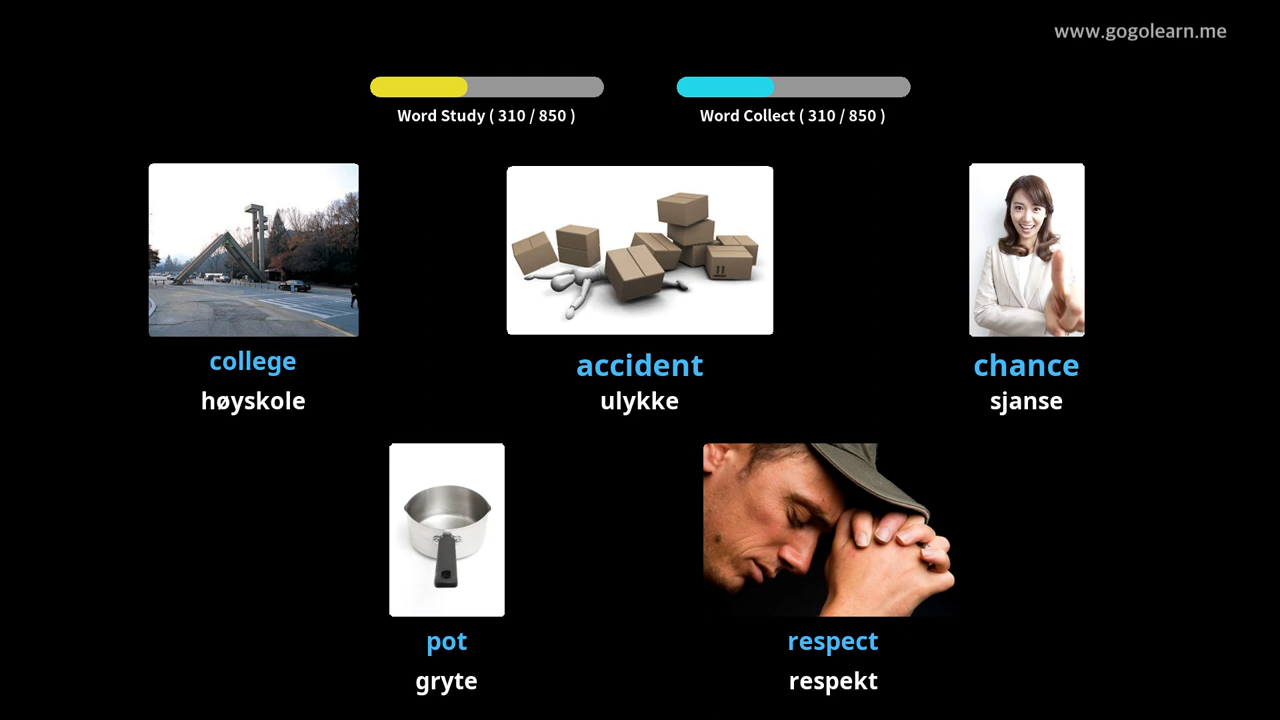 www.gogolearn.me
Word Study ( 310 / 850 )
Word Collect ( 310 / 850 )
college
høyskole
accident
ulykke
chance
sjanse
pot
gryte
respect
respekt